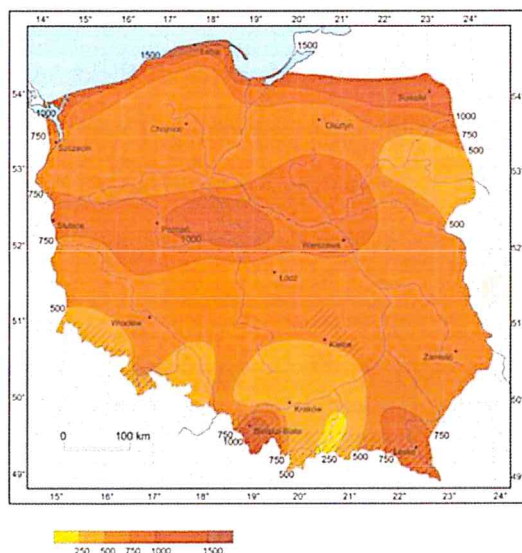 14° 15° 16° 17° 18° 19° 20° 21° 22° 23° 24°
1500
Łeba
1500
54°
Suwałki
54°
1000
Chojnice
Olsztyn
1000
750
750
Szczecin
500
53°
53°
750
500
Słubice
Poznań
1000
52°
750
Warszawa
52°
Łódź
500
51°
Wrocław
51°
Kielce
Zamość
50°
50°
Kraków
0 100 km
750
Bielsko-Biała
1000
750
Lesko
49°
750
500
250
500
750
49°
15° 16° 17° 18° 19° 20° 21° 22° 23°
250 500 750 1000 1500